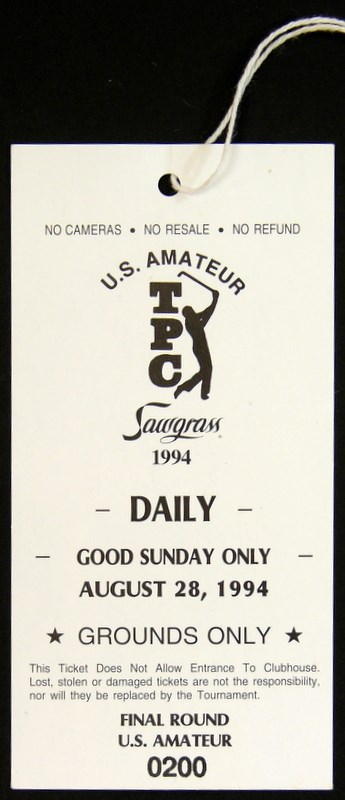 NO CAMERAS • NO RESALE • NO REFUND
U.S. AMATEUR
TPC
Sawgrass
1994
– DAILY –
– GOOD SUNDAY ONLY –
AUGUST 28, 1994
★ GROUNDS ONLY ★
This Ticket Does Not Allow Entrance To Clubhouse.
Lost, stolen or damaged tickets are not the responsibility,
nor will they be replaced by the Tournament.
FINAL ROUND
U.S. AMATEUR
0200